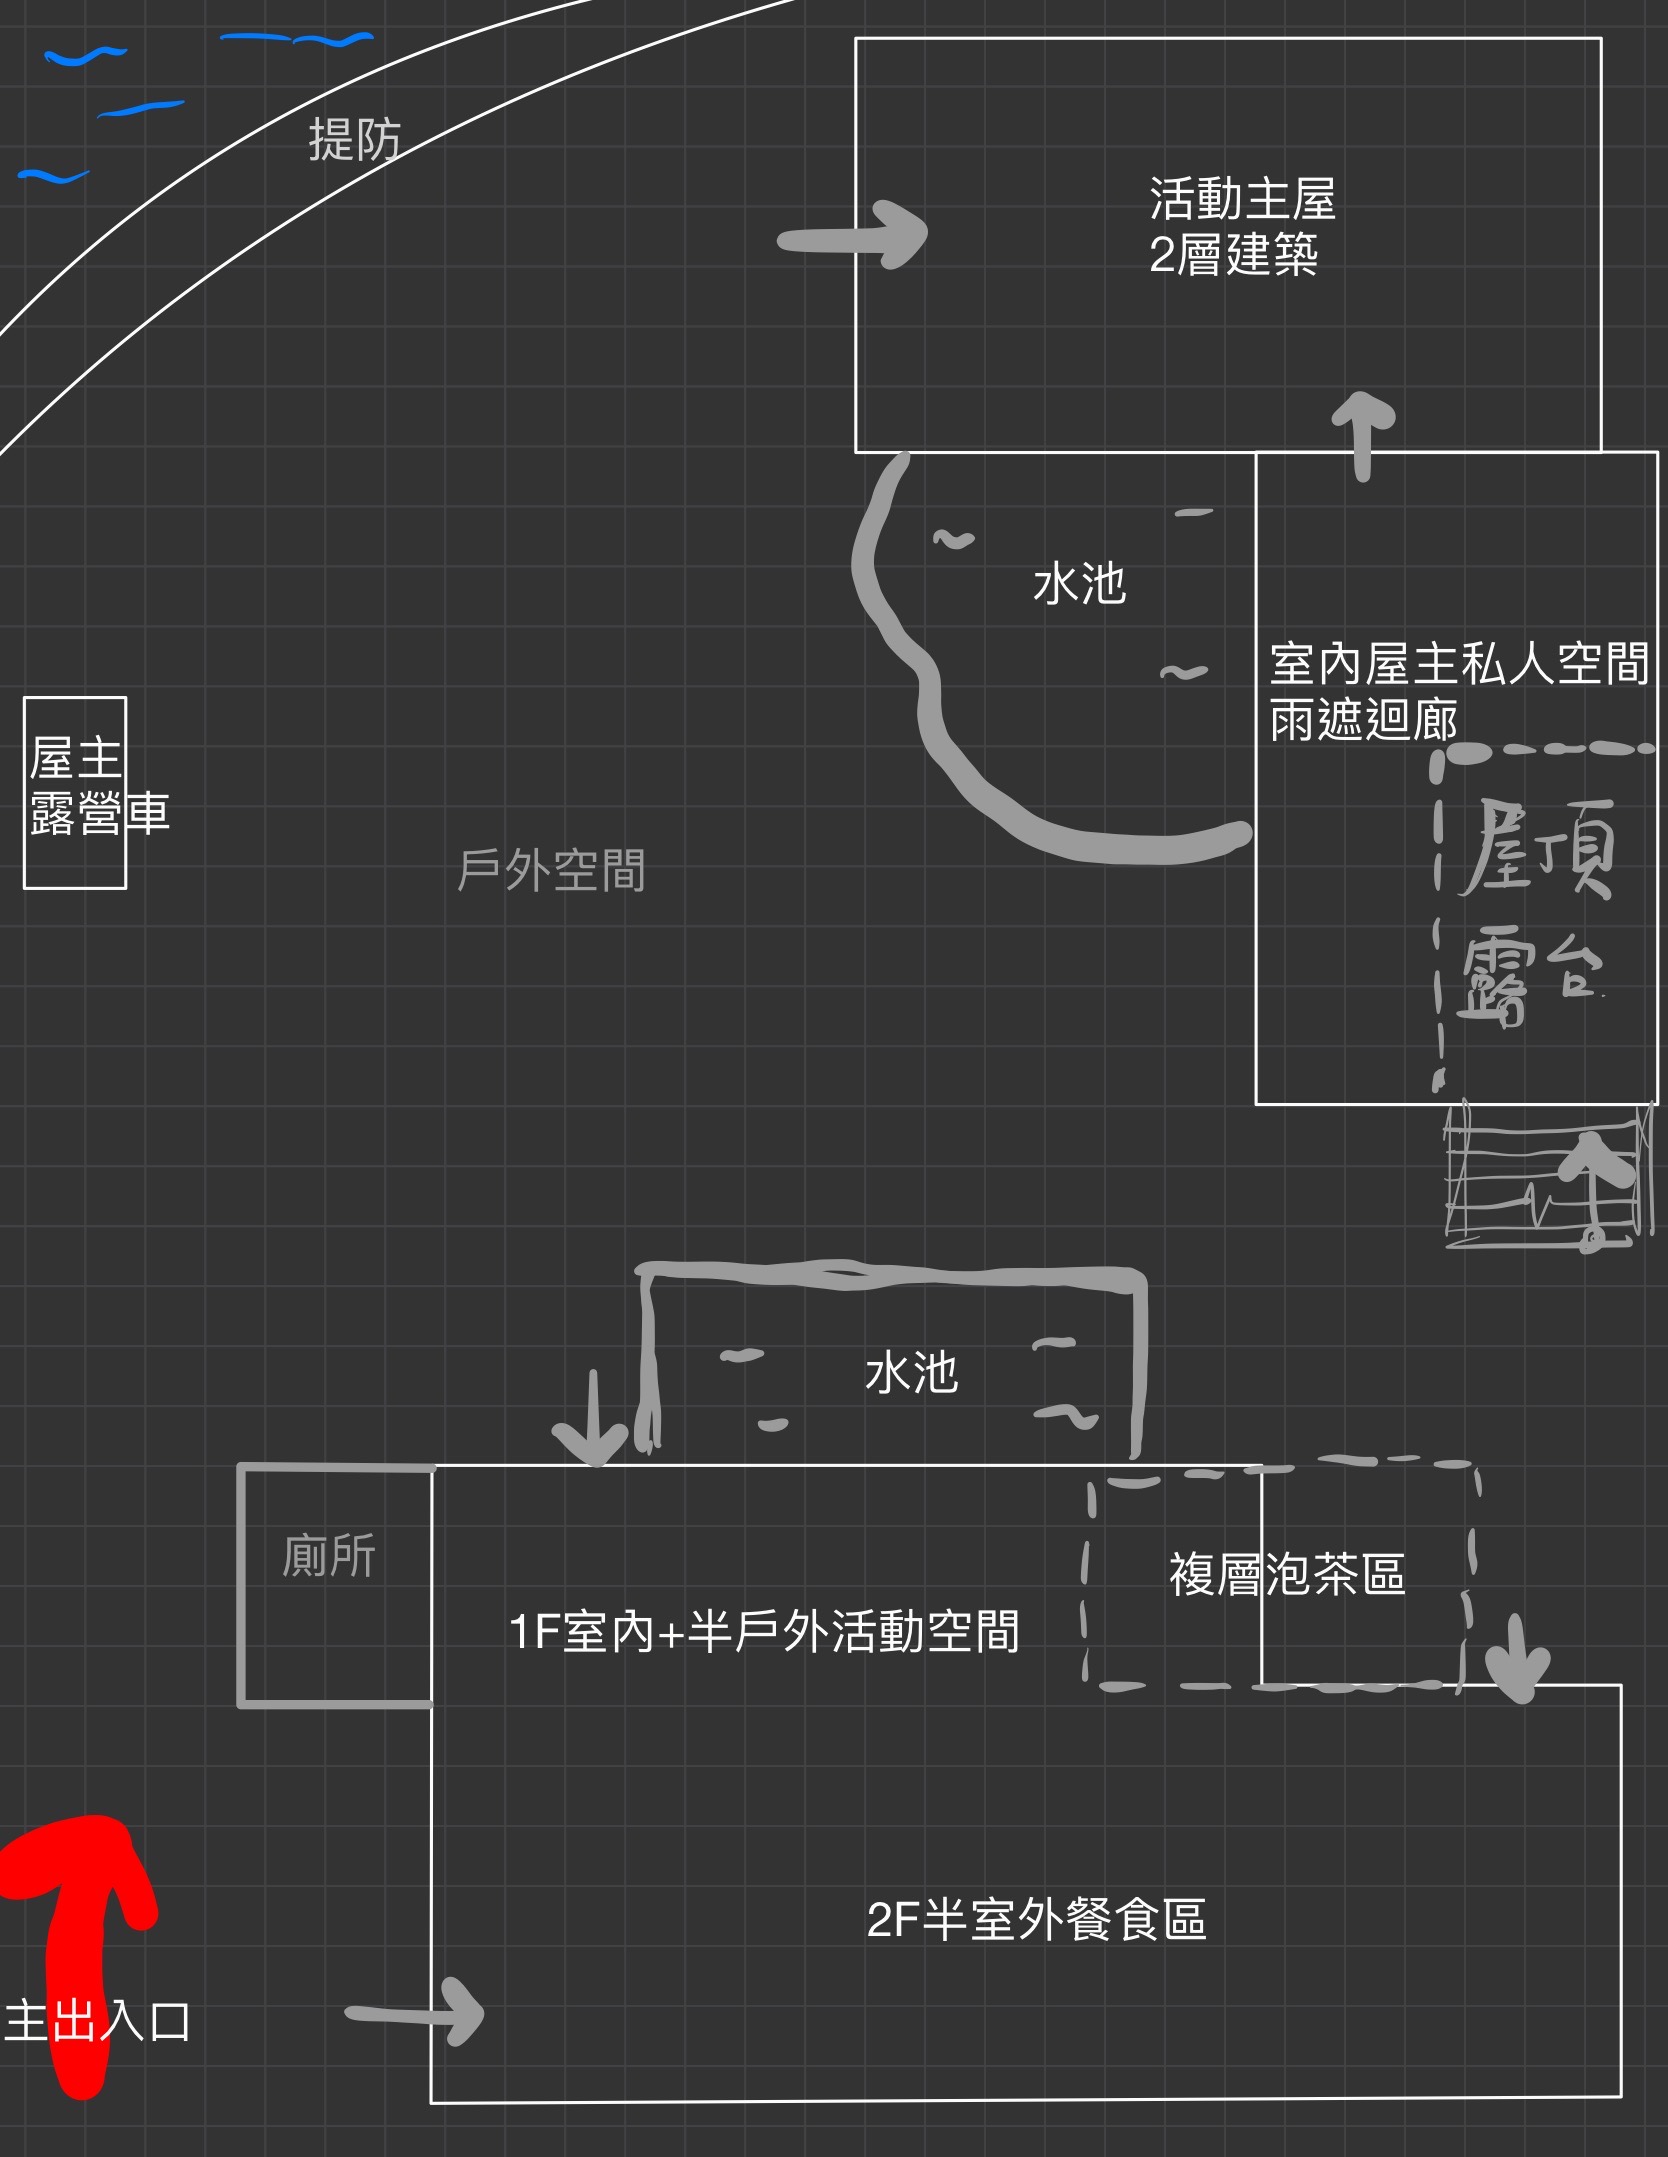 提防
活動主屋
2層建築
水池
室內屋主私人空間
雨遮迴廊
屋主
露營車
屋頂
露台
戶外空間
水池
廁所
複層泡茶區
1F室內+半戶外活動空間
2F半室外餐食區
主出入口